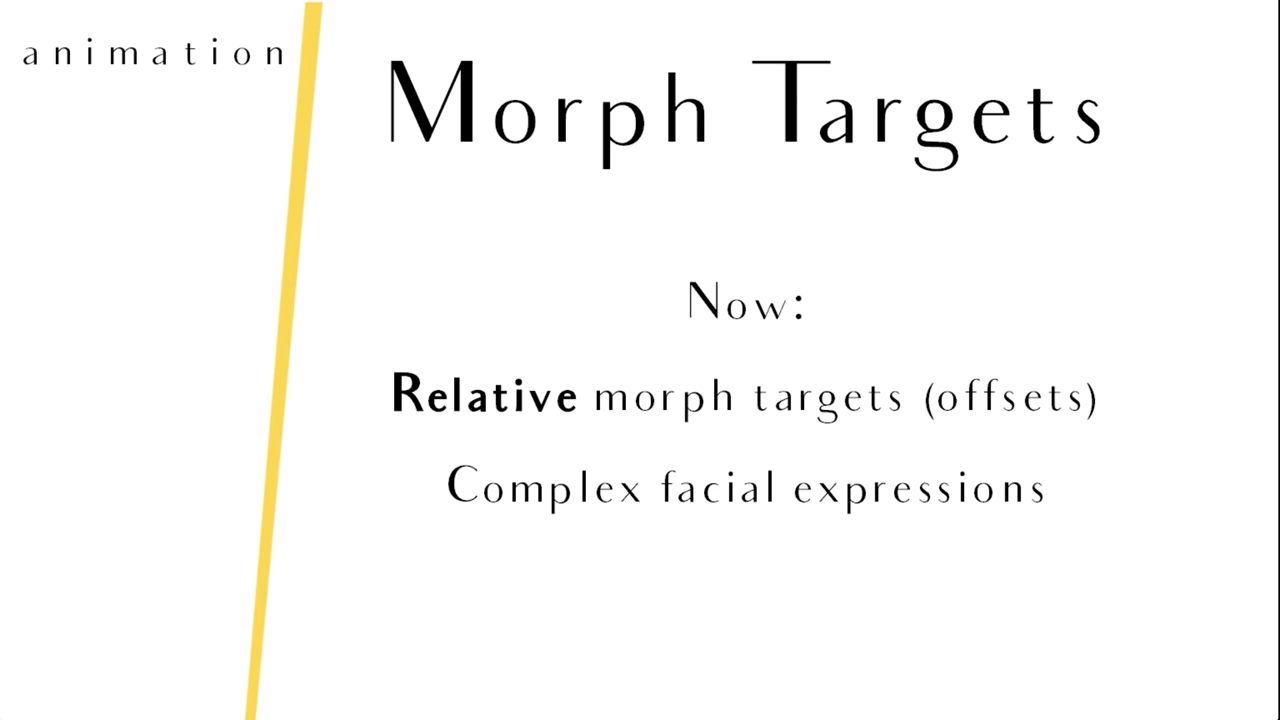 animation
Morph Targets
Now:
Relative morph targets (offsets)
Complex facial expressions